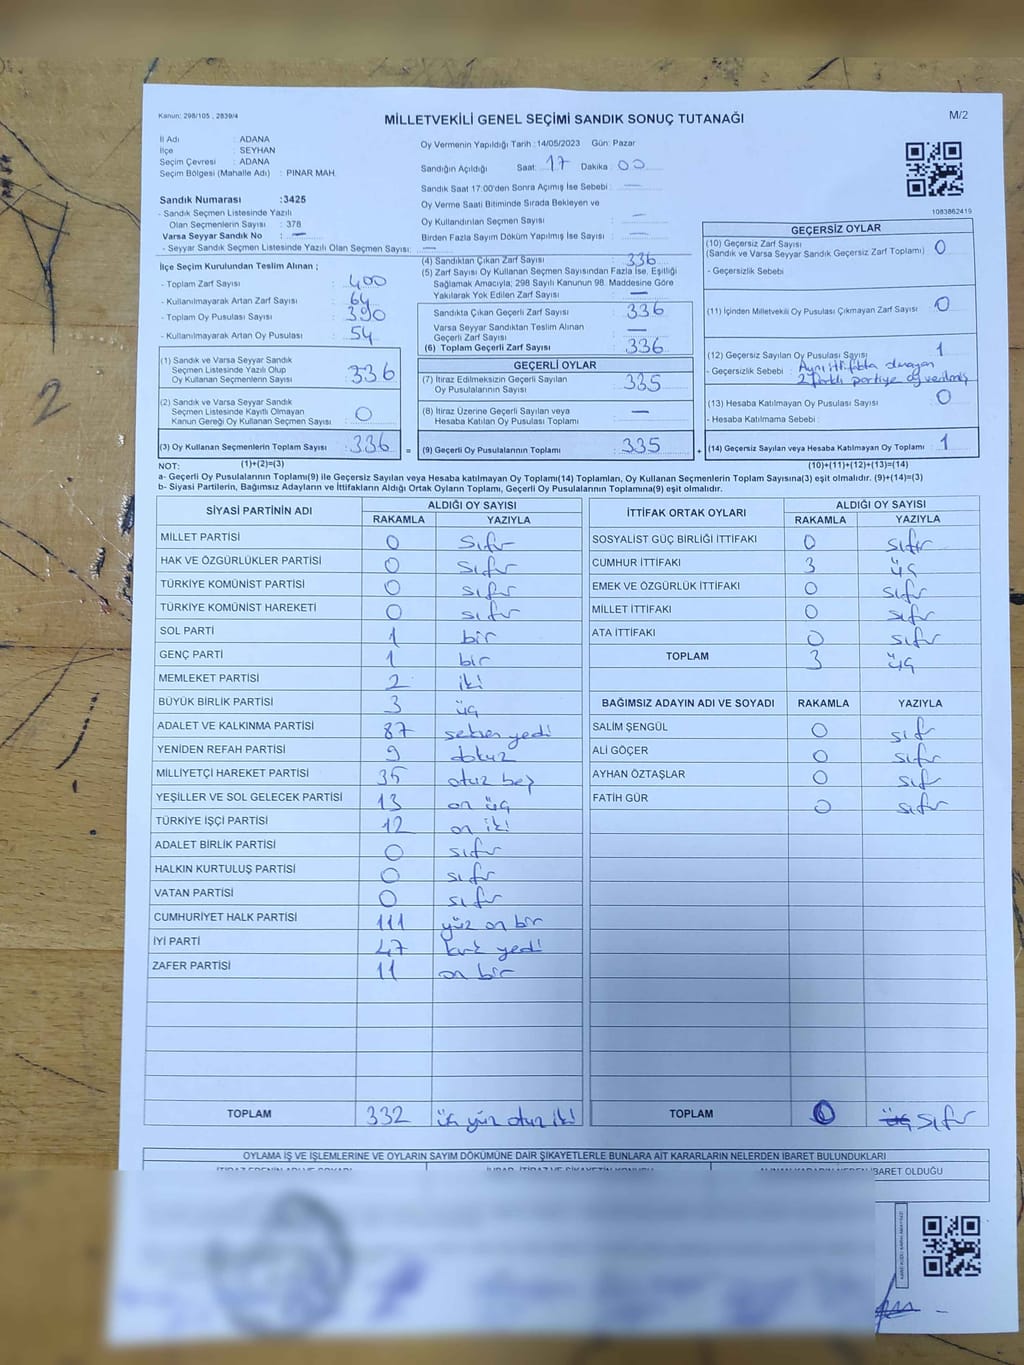 Kanun: 298/105 , 2839/4
MİLLETVEKİLİ GENEL SEÇİMİ SANDIK SONUÇ TUTANAĞI
M/2
İl Adı : ADANA
İlçe : SEYHAN
Seçim Çevresi : ADANA
Seçim Bölgesi (Mahalle Adı) : PINAR MAH.
Sandık Numarası :3425
- Sandık Seçmen Listesinde Yazılı
Olan Seçmenlerin Sayısı : 378
Varsa Seyyar Sandık No : —
- Seyyar Sandık Seçmen Listesinde Yazılı Olan Seçmen Sayısı: —
Oy Vermenin Yapıldığı Tarih :14/05/2023 Gün: Pazar
Sandığın Açıldığı Saat: 17 Dakika: 00
Sandık Saat 17:00'den Sonra Açımış İse Sebebi : —
Oy Verme Saati Bitiminde Sırada Bekleyen ve
Oy Kullandırılan Seçmen Sayısı : —
Birden Fazla Sayım Döküm Yapılmış İse Sayısı : —
1083862419
İlçe Seçim Kurulundan Teslim Alınan ;
- Toplam Zarf Sayısı : 400
- Kullanılmayarak Artan Zarf Sayısı : 64
- Toplam Oy Pusulası Sayısı : 390
- Kullanılmayarak Artan Oy Pusulası : 54
(1) Sandık ve Varsa Seyyar Sandık
Seçmen Listesinde Yazılı Olup
Oy Kullanan Seçmenlerin Sayısı : 336
(2) Sandık ve Varsa Seyyar Sandık
Seçmen Listesinde Kayıtlı Olmayan
Kanun Gereği Oy Kullanan Seçmen Sayısı : 0
(3) Oy Kullanan Seçmenlerin Toplam Sayısı : 336 =
(4) Sandıktan Çıkan Zarf Sayısı : 336
(5) Zarf Sayısı Oy Kullanan Seçmen Sayısından Fazla İse, Eşitliği
Sağlamak Amacıyla; 298 Sayılı Kanunun 98. Maddesine Göre
Yakılarak Yok Edilen Zarf Sayısı : —
Sandıkta Çıkan Geçerli Zarf Sayısı : 336
Varsa Seyyar Sandıktan Teslim Alınan
Geçerli Zarf Sayısı : —
(6) Toplam Geçerli Zarf Sayısı : 336
GEÇERLİ OYLAR
(7) İtiraz Edilmeksizin Geçerli Sayılan
Oy Pusulalarının Sayısı : 335
(8) İtiraz Üzerine Geçerli Sayılan veya
Hesaba Katılan Oy Pusulaları Toplamı : —
(9) Geçerli Oy Pusulalarının Toplamı : 335 +
GEÇERSİZ OYLAR
(10) Geçersiz Zarf Sayısı : 0
(Sandık ve Varsa Seyyar Sandık Geçersiz Zarf Toplamı)
- Geçersizlik Sebebi :
(11) İçinden Milletvekili Oy Pusulası Çıkmayan Zarf Sayısı : 0
(12) Geçersiz Sayılan Oy Pusulası Sayısı : 1
- Geçersizlik Sebebi : Aynı ittifakta olmayan
2 farklı partiye oy verilmiş
(13) Hesaba Katılmayan Oy Pusulası Sayısı : 0
- Hesaba Katılmama Sebebi :
(14) Geçersiz Sayılan veya Hesaba Katılmayan Oy Toplamı : 1
NOT: (1)+(2)=(3)
(10)+(11)+(12)+(13)=(14)
a- Geçerli Oy Pusulalarının Toplamı(9) ile Geçersiz Sayılan veya Hesaba katılmayan Oy Toplamı(14) Toplamları, Oy Kullanan Seçmenlerin Toplam Sayısına(3) eşit olmalıdır. (9)+(14)=(3)
b- Siyasi Partilerin, Bağımsız Adayların ve İttifakların Aldığı Ortak Oyların Toplamı, Geçerli Oy Pusulalarının Toplamına(9) eşit olmalıdır.
SİYASİ PARTİNİN ADI ALDIĞI OY SAYISI
RAKAMLA YAZIYLA
MİLLET PARTİSİ 0 sıfır
HAK VE ÖZGÜRLÜKLER PARTİSİ 0 sıfır
TÜRKİYE KOMÜNİST PARTİSİ 0 sıfır
TÜRKİYE KOMÜNİST HAREKETİ 0 sıfır
SOL PARTİ 1 bir
GENÇ PARTİ 1 bir
MEMLEKET PARTİSİ 2 iki
BÜYÜK BİRLİK PARTİSİ 3 üç
ADALET VE KALKINMA PARTİSİ 87 seksen yedi
YENİDEN REFAH PARTİSİ 9 dokuz
MİLLİYETÇİ HAREKET PARTİSİ 35 otuz beş
YEŞİLLER VE SOL GELECEK PARTİSİ 13 on üç
TÜRKİYE İŞÇİ PARTİSİ 12 on iki
ADALET BİRLİK PARTİSİ 0 sıfır
HALKIN KURTULUŞ PARTİSİ 0 sıfır
VATAN PARTİSİ 0 sıfır
CUMHURİYET HALK PARTİSİ 111 yüz on bir
İYİ PARTİ 47 kırk yedi
ZAFER PARTİSİ 11 on bir
TOPLAM 332 üç yüz otuz iki
İTTİFAK ORTAK OYLARI ALDIĞI OY SAYISI
RAKAMLA YAZIYLA
SOSYALİST GÜÇ BİRLİĞİ İTTİFAKI 0 sıfır
CUMHUR İTTİFAKI 3 üç
EMEK VE ÖZGÜRLÜK İTTİFAKI 0 sıfır
MİLLET İTTİFAKI 0 sıfır
ATA İTTİFAKI 0 sıfır
TOPLAM 3 üç
BAĞIMSIZ ADAYIN ADI VE SOYADI RAKAMLA YAZIYLA
SALİM ŞENGÜL 0 sıfır
ALİ GÖÇER 0 sıfır
AYHAN ÖZTAŞLAR 0 sıfır
FATİH GÜR 0 sıfır
TOPLAM 0 üç sıfır
OYLAMA İŞ VE İŞLEMLERİNE VE OYLARIN SAYIM DÖKÜMÜNE DAİR ŞİKAYETLERLE BUNLARA AİT KARARLARIN NELERDEN İBARET BULUNDUKLARI
İBARET OLDUĞU
2